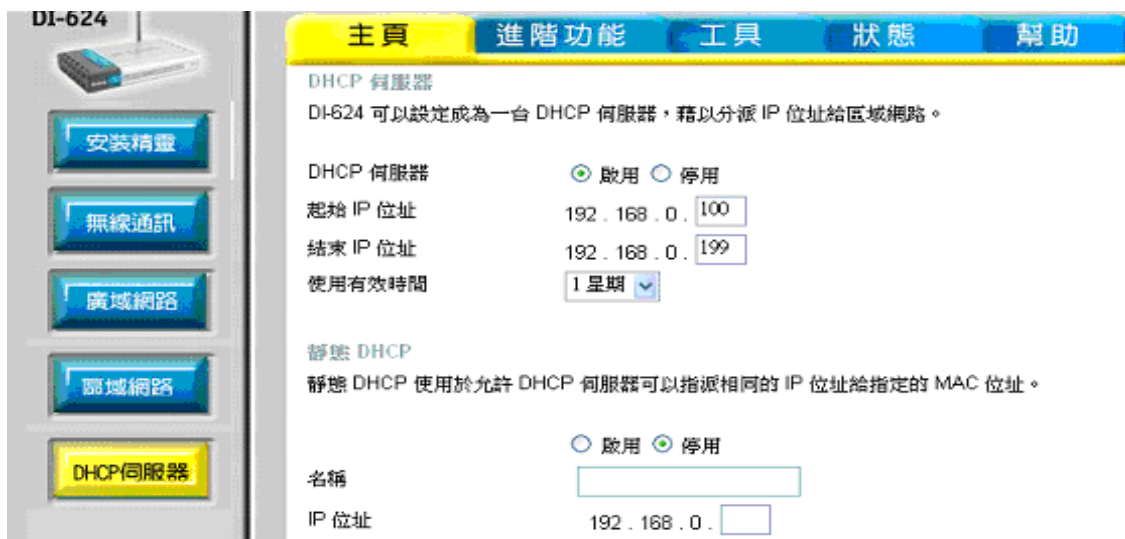 DI-624
主頁 進階功能 工具 狀態 幫助
安裝精靈
無線通訊
廣域網路
區域網路
DHCP伺服器
DHCP 伺服器
DI-624 可以設定成為一台 DHCP 伺服器，藉以分派 IP 位址給區域網路。
DHCP 伺服器 啟用 停用
起始 IP 位址 192 . 168 . 0 . 100
結束 IP 位址 192 . 168 . 0 . 199
使用有效時間 1 星期
靜態 DHCP
靜態 DHCP 使用於允許 DHCP 伺服器可以指派相同的 IP 位址給指定的 MAC 位址。
啟用 停用
名稱
IP 位址 192 . 168 . 0 .